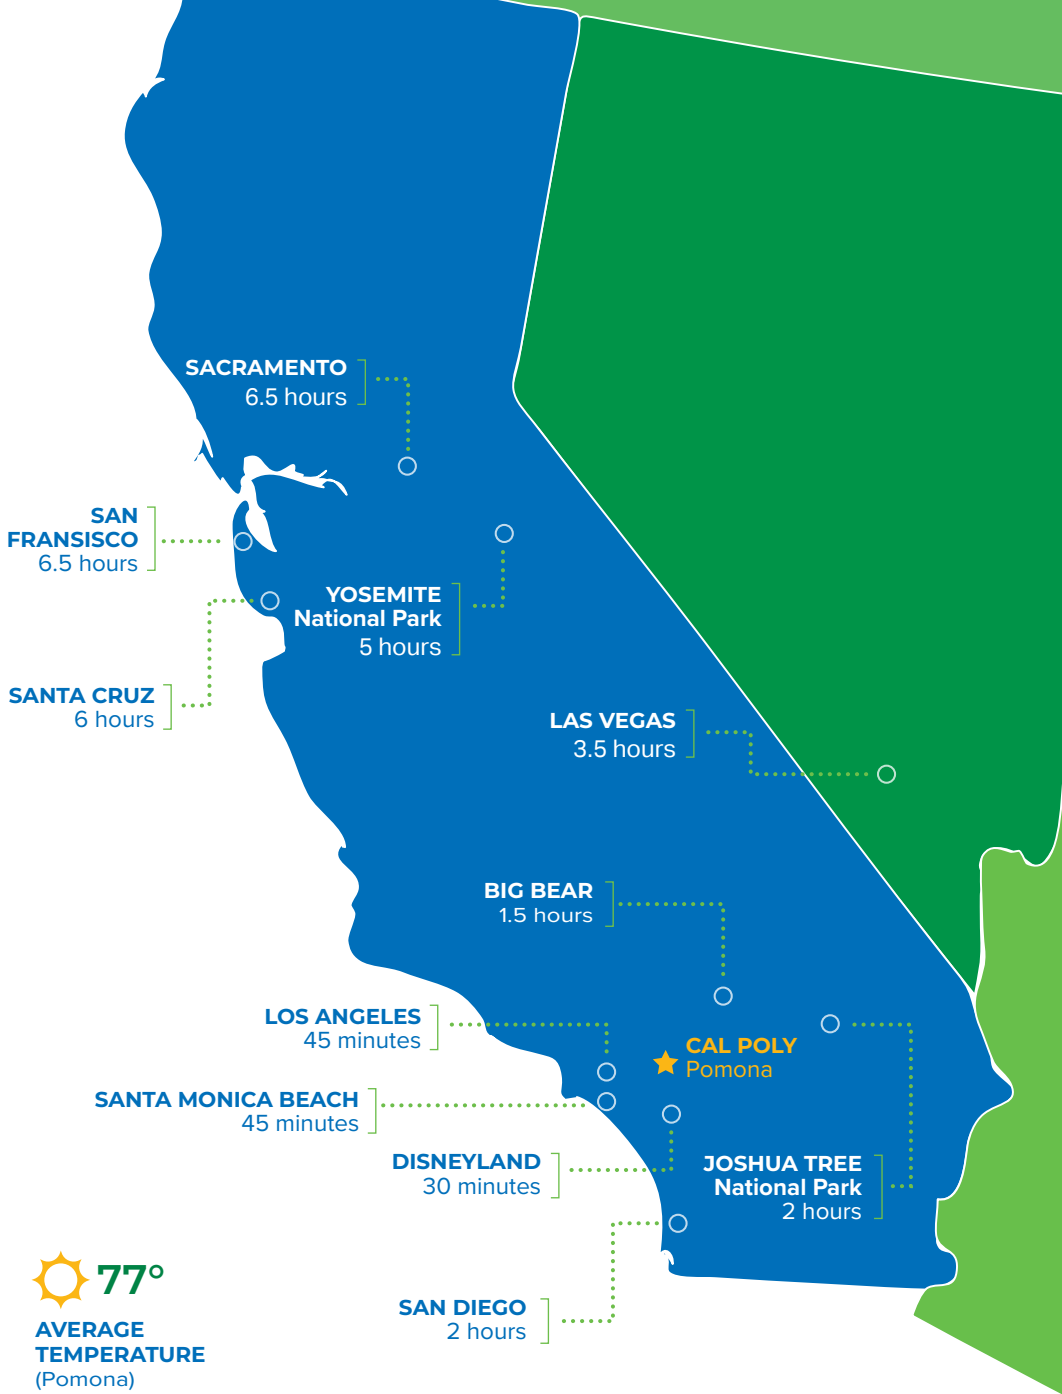 SACRAMENTO
6.5 hours
SAN
FRANSISCO
6.5 hours
YOSEMITE
National Park
5 hours
SANTA CRUZ
6 hours
LAS VEGAS
3.5 hours
BIG BEAR
1.5 hours
LOS ANGELES
45 minutes
CAL POLY
Pomona
SANTA MONICA BEACH
45 minutes
DISNEYLAND
30 minutes
JOSHUA TREE
National Park
2 hours
SAN DIEGO
2 hours
77°
AVERAGE
TEMPERATURE
(Pomona)